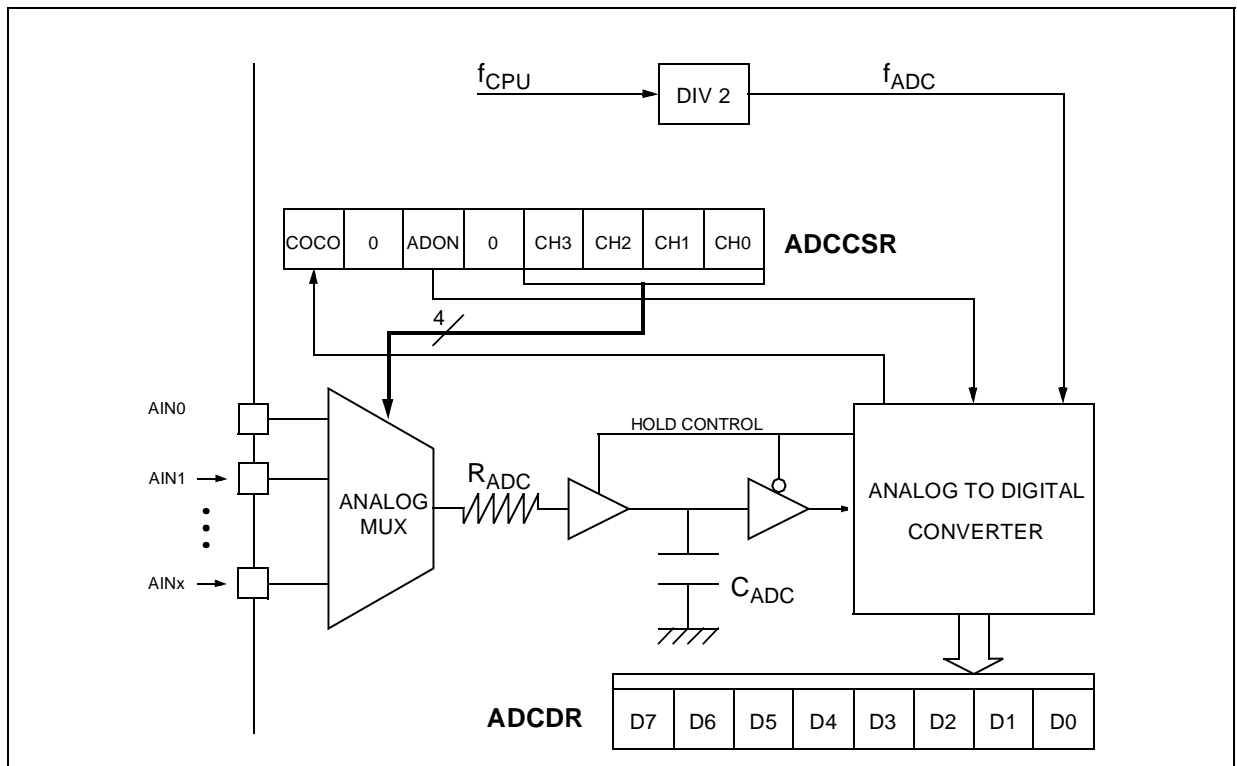 fCPU
DIV 2
fADC
COCO 0 ADON 0 CH3 CH2 CH1 CH0 ADCCSR
4
AIN0
HOLD CONTROL
AIN1
RADC
ANALOG
MUX
ANALOG TO DIGITAL
CONVERTER
AINx
CADC
ADCDR D7 D6 D5 D4 D3 D2 D1 D0